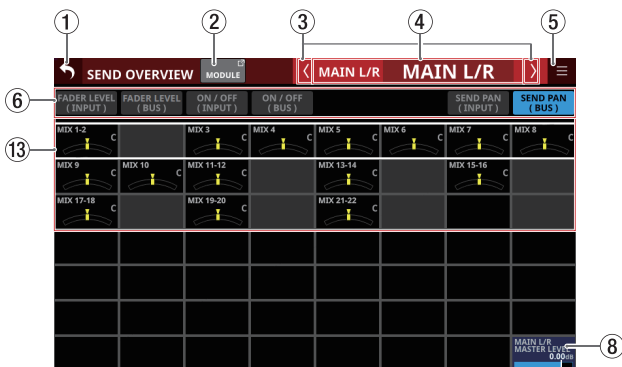 1 2 3 4 5
SEND OVERVIEW MODULE < MAIN L/R MAIN L/R > ≡
6
FADER LEVEL FADER LEVEL ON / OFF ON / OFF SEND PAN SEND PAN
( INPUT ) ( BUS ) ( INPUT ) ( BUS ) ( INPUT ) ( BUS )
13
MIX 1-2 MIX 3 MIX 4 MIX 5 MIX 6 MIX 7 MIX 8
C C C C C C C
MIX 9 MIX 10 MIX 11-12 MIX 13-14 MIX 15-16
C C C C C
MIX 17-18 MIX 19-20 MIX 21-22
C C C
MAIN L/R
MASTER LEVEL 8
0.00dB